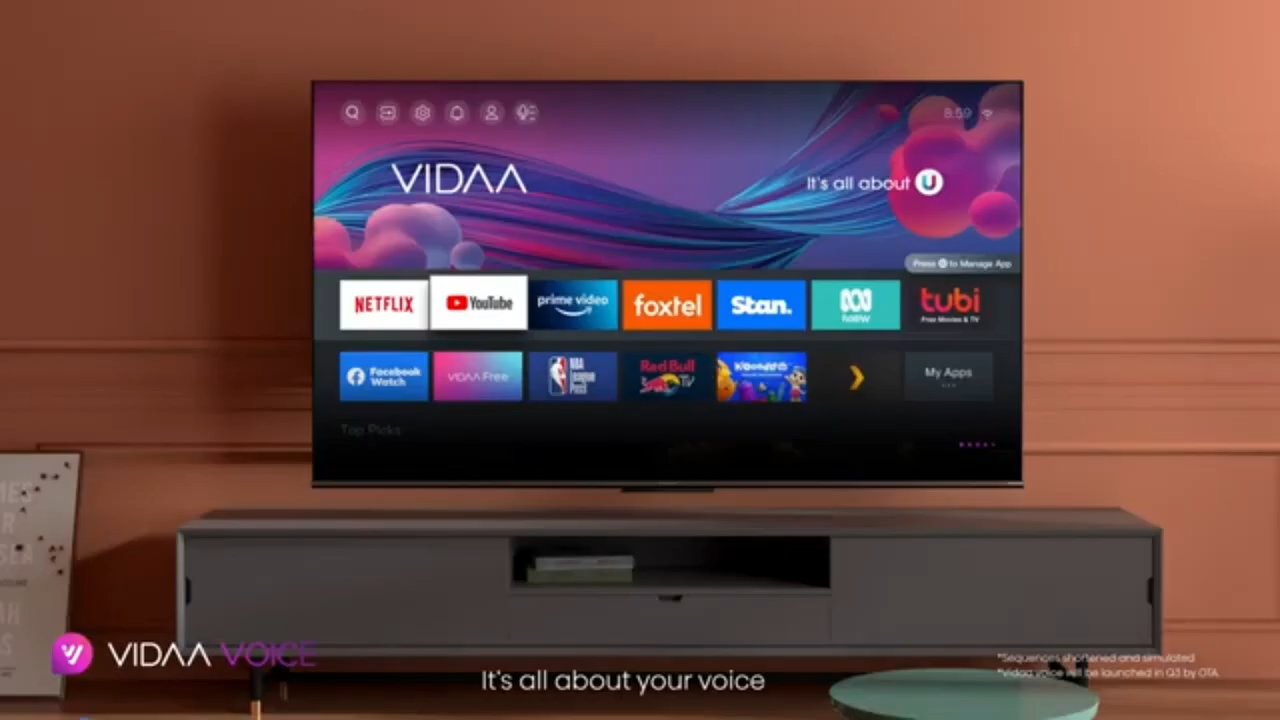 8:59
VIDAA
It's all about U
Press to Manage App
NETFLIX
YouTube
prime video
foxtel
Stan.
NEW
tubi
Free Movies & TV
Facebook
Watch
VIDAA Free
NBA
League
Pass
Red Bull
TV
My Apps
Top Picks
R
SEA
VIDAA VOICE
It's all about your voice
*Sequences shortened and simulated
*Vidaa voice will be launched in Q3 by OTA.